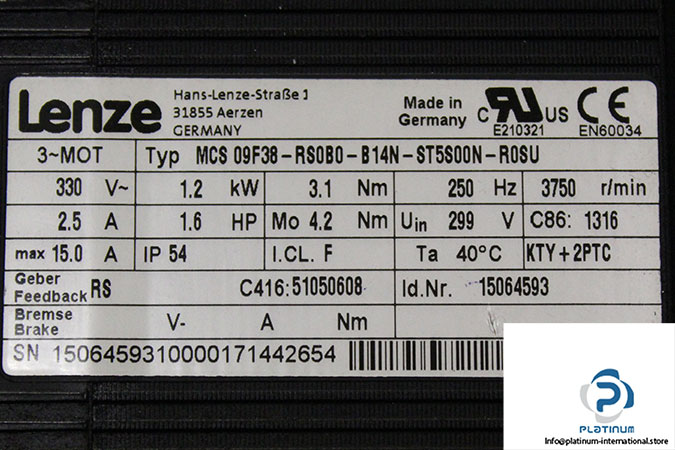 Lenze
Hans-Lenze-Straße 1
31855 Aerzen
GERMANY
Made in
Germany
c RU US CE
E210321 EN60034
3~MOT Typ MCS 09F38-RS0B0-B14N-ST5S00N-R0SU
330 V~ 1.2 kW 3.1 Nm 250 Hz 3750 r/min
2.5 A 1.6 HP Mo 4.2 Nm Uin 299 V C86: 1316
max 15.0 A IP 54 I.CL. F Ta 40°C KTY+2PTC
Geber
Feedback RS C416:51050608 Id.Nr. 15064593
Bremse
Brake V- A Nm
SN 1506459310000171442654
PLATINUM
info@platinum-international.store